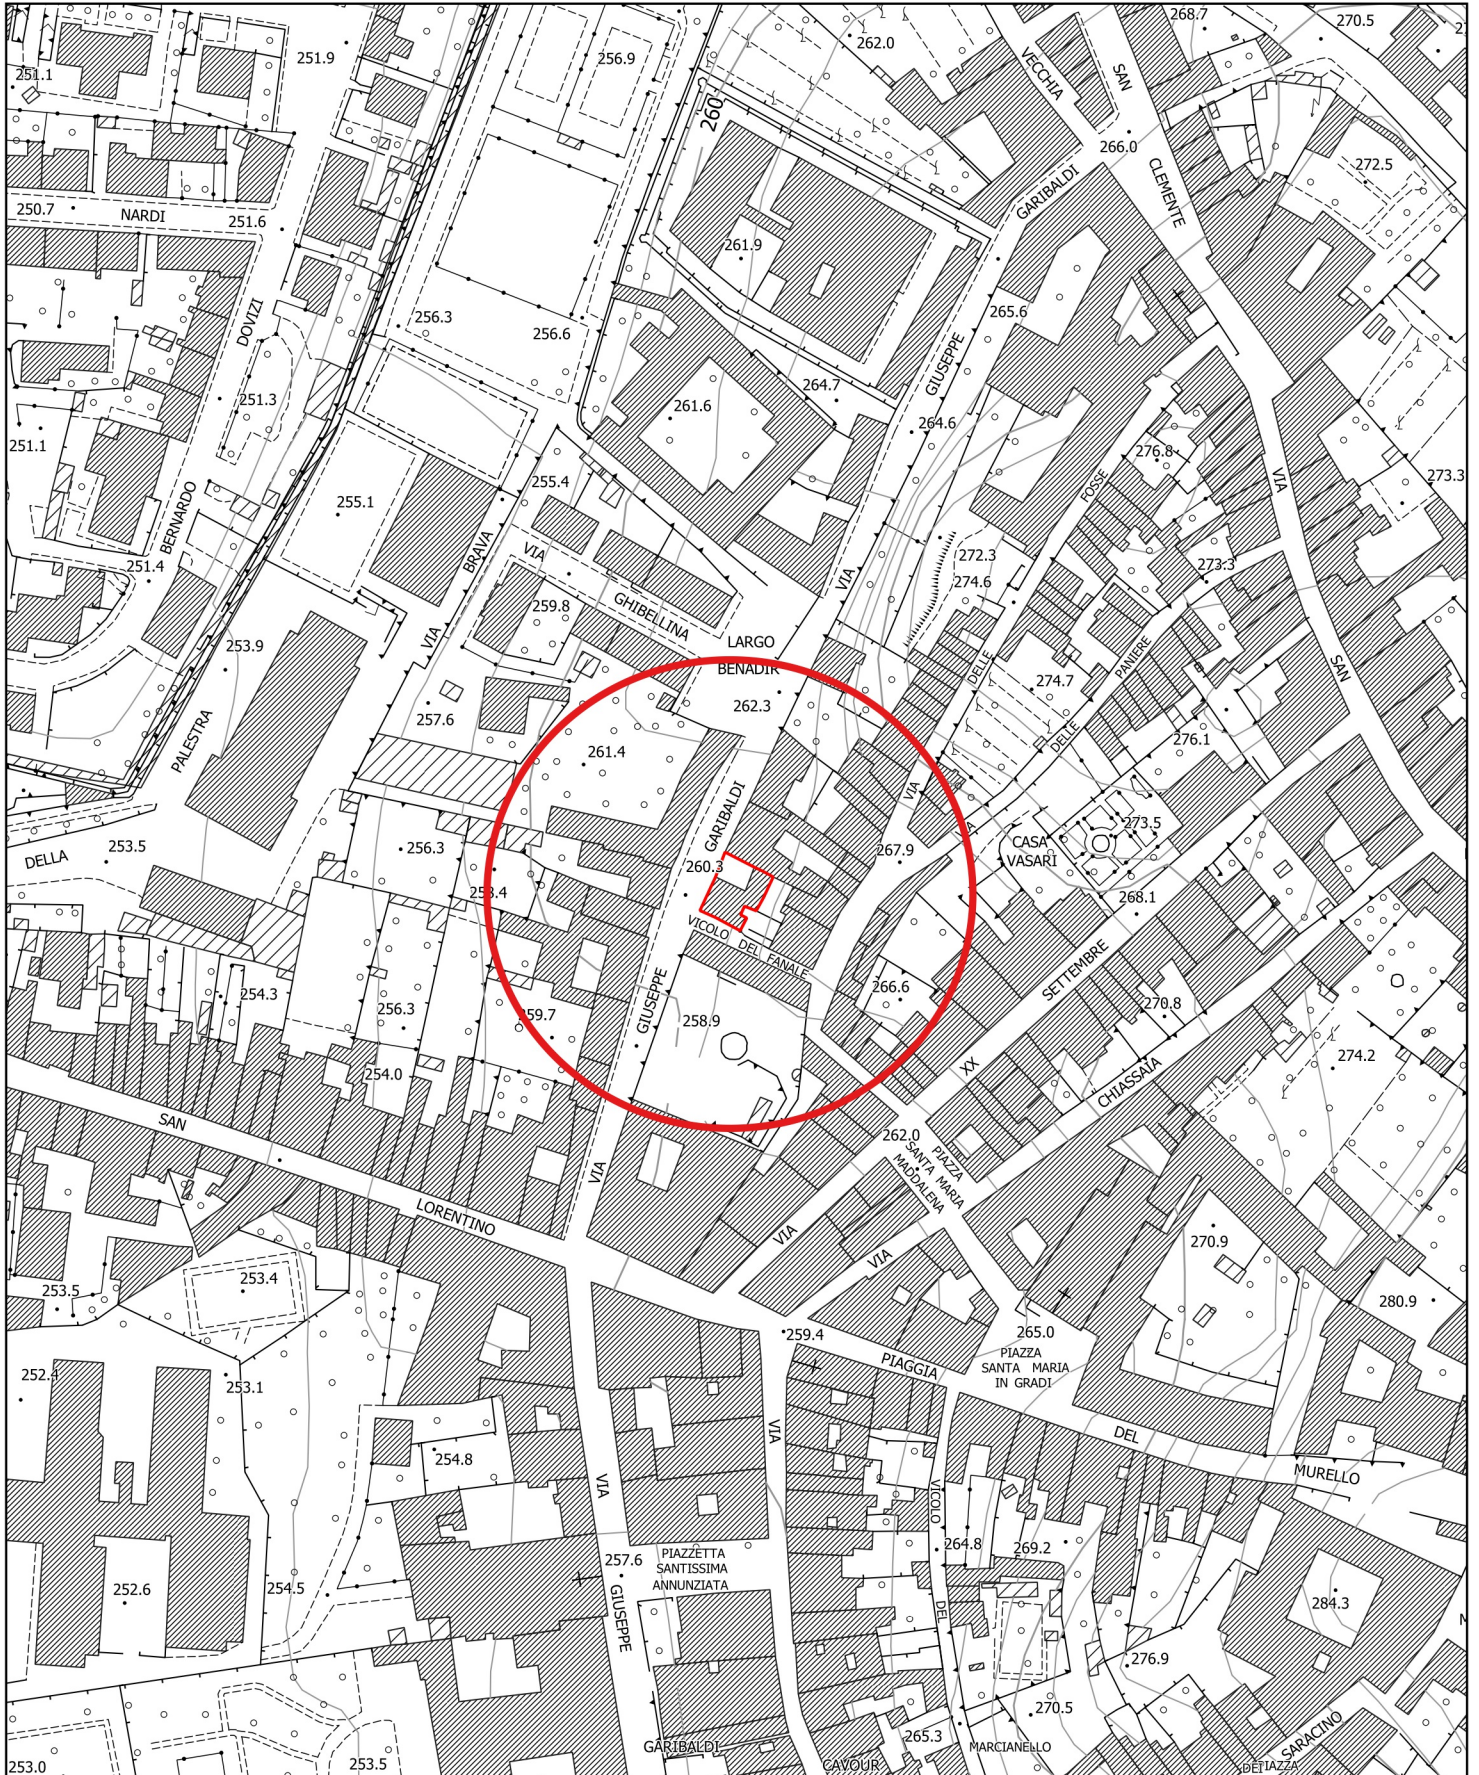 268.7
270.5
262.0
251.9
256.9
251.1
VECCHIA
SAN
260
266.0
CLEMENTE
272.5
GARIBALDI
250.7
NARDI
251.6
261.9
265.6
DOVIZI
256.3
256.6
GIUSEPPE
264.7
251.3
261.6
264.6
251.1
276.8
273.3
VIA
FOSSE
255.4
255.1
BERNARDO
BRAVA
VIA
272.3
251.4
274.6
273.3
VIA
259.8
GHIBELLINA
VIA
253.9
LARGO
BENADIR
DELLE
PANIERE
SAN
274.7
262.3
257.6
PALESTRA
DELLE
276.1
261.4
VIA
GARIBALDI
273.5
VIA
CASA
VASARI
253.5
DELLA
256.3
267.9
260.3
258.4
268.1
VICOLO DEL FANALE
SETTEMBRE
254.3
256.3
259.7
GIUSEPPE
258.9
266.6
270.8
274.2
254.0
XX
CHIASSAIA
SAN
262.0
PIAZZA
SANTA MARIA
MADDALENA
VIA
LORENTINO
VIA
VIA
270.9
253.4
253.5
280.9
259.4
265.0
PIAZZA
SANTA MARIA
IN GRADI
PIAGGIA
252.4
253.1
VIA
DEL
254.8
MURELLO
VIA
VICOLO
264.8
269.2
257.6
PIAZZETTA
SANTISSIMA
ANNUNZIATA
252.6
254.5
GIUSEPPE
DEL
284.3
276.9
270.5
265.3
MARCIANELLO
GARIBALDI
SARACINO
253.0
253.5
CAVOUR
DEI
PIAZZA